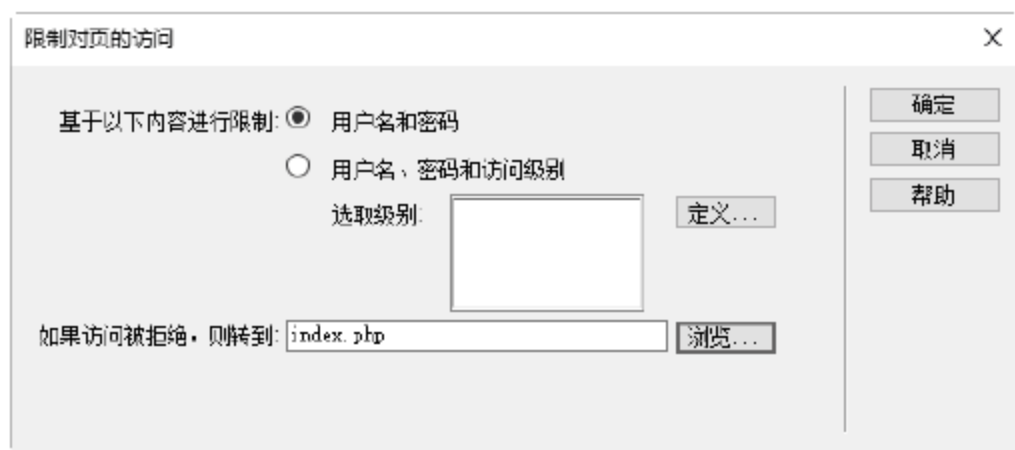 限制对页的访问
基于以下内容进行限制: 用户名和密码
用户名、密码和访问级别
选取级别: 定义...
如果访问被拒绝，则转到: index.php 浏览...
确定
取消
帮助